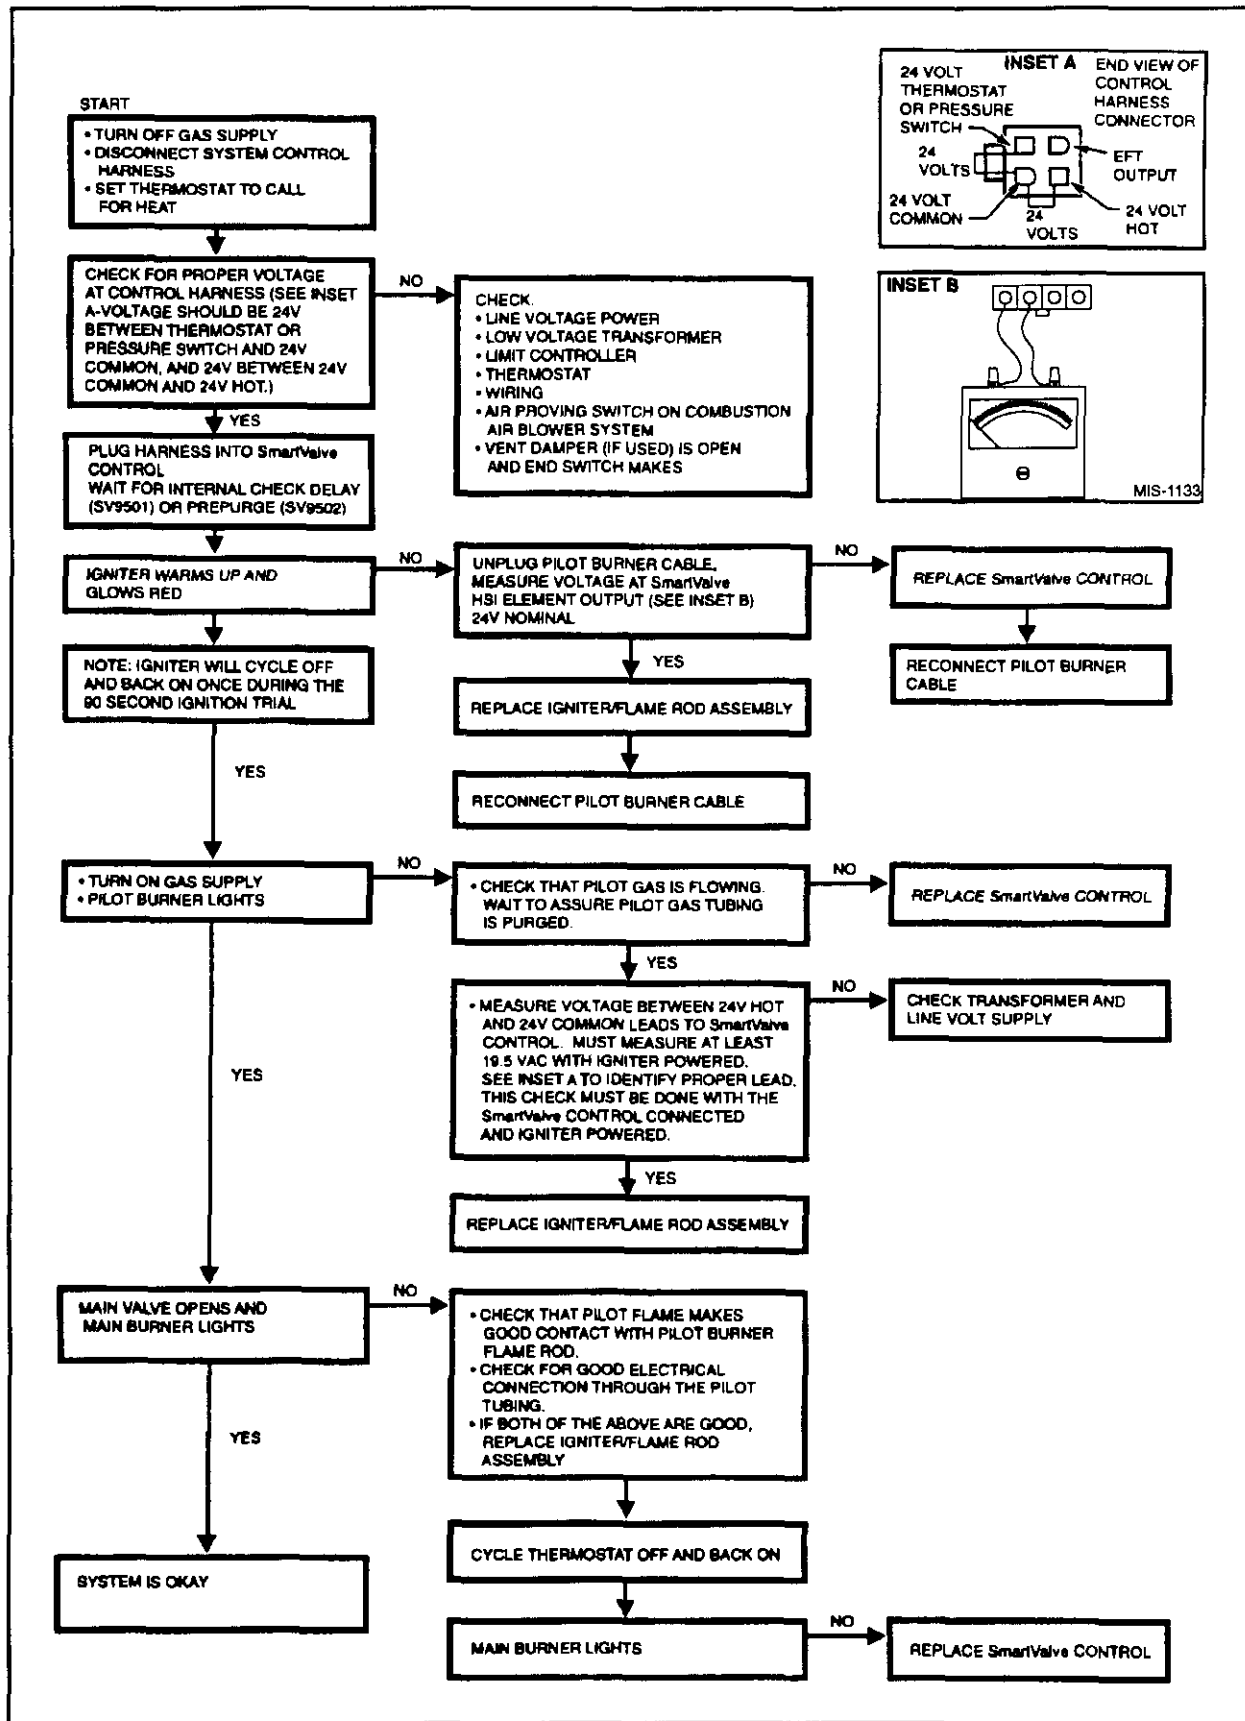 START
• TURN OFF GAS SUPPLY
• DISCONNECT SYSTEM CONTROL
HARNESS
• SET THERMOSTAT TO CALL
FOR HEAT
CHECK FOR PROPER VOLTAGE
AT CONTROL HARNESS (SEE INSET
A-VOLTAGE SHOULD BE 24V
BETWEEN THERMOSTAT OR
PRESSURE SWITCH AND 24V
COMMON, AND 24V BETWEEN 24V
COMMON AND 24V HOT.)
NO
CHECK.
• LINE VOLTAGE POWER
• LOW VOLTAGE TRANSFORMER
• LIMIT CONTROLLER
• THERMOSTAT
• WIRING
• AIR PROVING SWITCH ON COMBUSTION
AIR BLOWER SYSTEM
• VENT DAMPER (IF USED) IS OPEN
AND END SWITCH MAKES
INSET A
END VIEW OF
CONTROL
HARNESS
CONNECTOR
24 VOLT
THERMOSTAT
OR PRESSURE
SWITCH
24
VOLTS
EFT
OUTPUT
24 VOLT
COMMON
24
VOLTS
24 VOLT
HOT
INSET B
MIS-1133
YES
PLUG HARNESS INTO SmartValve
CONTROL
WAIT FOR INTERNAL CHECK DELAY
(SV9501) OR PREPURGE (SV9502)
IGNITER WARMS UP AND
GLOWS RED
NO
UNPLUG PILOT BURNER CABLE,
MEASURE VOLTAGE AT SmartValve
HSI ELEMENT OUTPUT (SEE INSET B)
24V NOMINAL
NO
REPLACE SmartValve CONTROL
RECONNECT PILOT BURNER
CABLE
YES
REPLACE IGNITER/FLAME ROD ASSEMBLY
RECONNECT PILOT BURNER CABLE
NOTE: IGNITER WILL CYCLE OFF
AND BACK ON ONCE DURING THE
90 SECOND IGNITION TRIAL
YES
• TURN ON GAS SUPPLY
• PILOT BURNER LIGHTS
NO
• CHECK THAT PILOT GAS IS FLOWING.
WAIT TO ASSURE PILOT GAS TUBING
IS PURGED.
NO
REPLACE SmartValve CONTROL
YES
• MEASURE VOLTAGE BETWEEN 24V HOT
AND 24V COMMON LEADS TO SmartValve
CONTROL. MUST MEASURE AT LEAST
19.5 VAC WITH IGNITER POWERED.
SEE INSET A TO IDENTIFY PROPER LEAD.
THIS CHECK MUST BE DONE WITH THE
SmartValve CONTROL CONNECTED
AND IGNITER POWERED.
NO
CHECK TRANSFORMER AND
LINE VOLT SUPPLY
YES
REPLACE IGNITER/FLAME ROD ASSEMBLY
YES
MAIN VALVE OPENS AND
MAIN BURNER LIGHTS
NO
• CHECK THAT PILOT FLAME MAKES
GOOD CONTACT WITH PILOT BURNER
FLAME ROD.
• CHECK FOR GOOD ELECTRICAL
CONNECTION THROUGH THE PILOT
TUBING.
• IF BOTH OF THE ABOVE ARE GOOD,
REPLACE IGNITER/FLAME ROD
ASSEMBLY
CYCLE THERMOSTAT OFF AND BACK ON
MAIN BURNER LIGHTS
NO
REPLACE SmartValve CONTROL
YES
SYSTEM IS OKAY